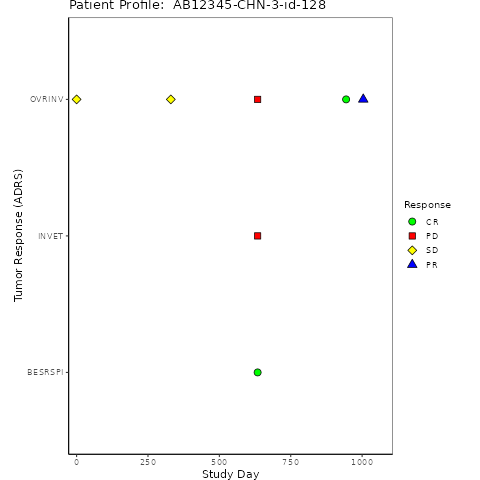 Patient Profile:  AB12345-CHN-3-id-128
Tumor Response (ADRS)
OVRINV
INVET
BESRSPI
0 250 500 750 1000
Study Day
Response
CR
PD
SD
PR